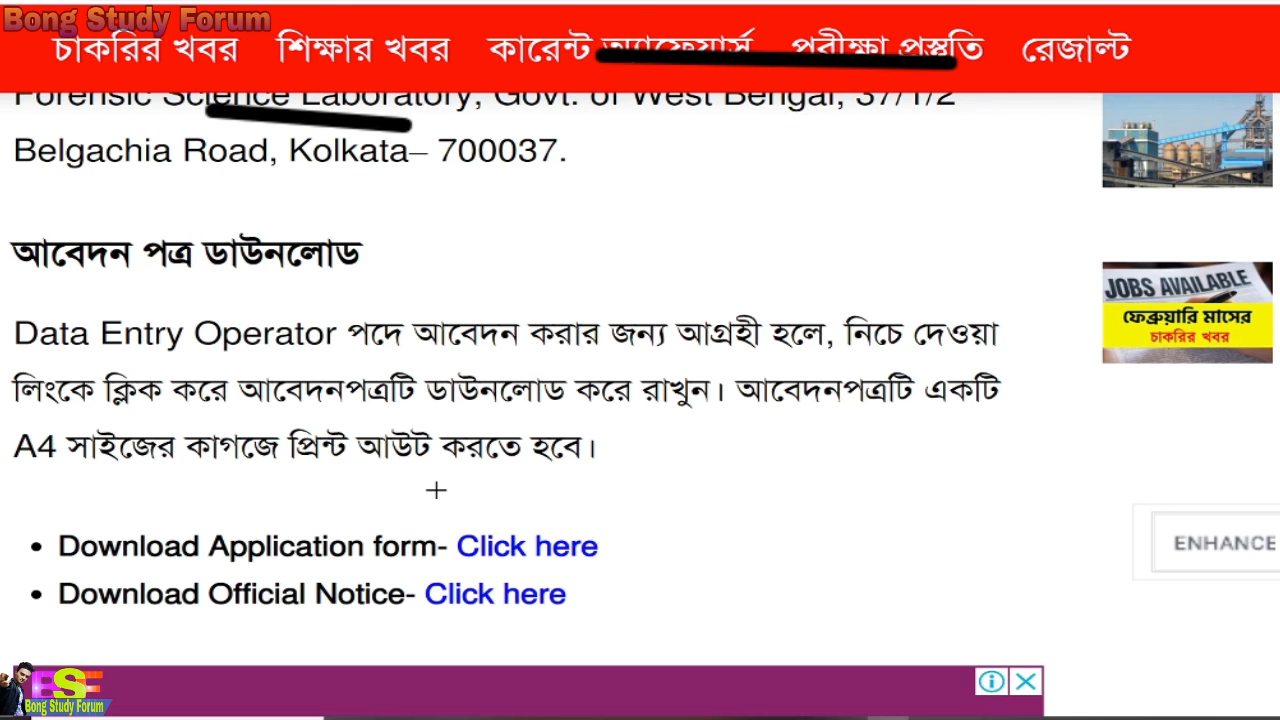 Bong Study Forum
চাকরির খবর শিক্ষার খবর কারেন্ট অ্যাফেয়ার্স পরীক্ষা প্রস্তুতি রেজাল্ট
Forensic Science Laboratory, Govt. of West Bengal, 37/1/2
Belgachia Road, Kolkata– 700037.
আবেদন পত্র ডাউনলোড
Data Entry Operator পদে আবেদন করার জন্য আগ্রহী হলে, নিচে দেওয়া
লিংকে ক্লিক করে আবেদনপত্রটি ডাউনলোড করে রাখুন। আবেদনপত্রটি একটি
A4 সাইজের কাগজে প্রিন্ট আউট করতে হবে।
• Download Application form- Click here
• Download Official Notice- Click here
JOBS AVAILABLE
ফেব্রুয়ারি মাসের
চাকরির খবর
ENHANCE
BSF
Bong Study Forum